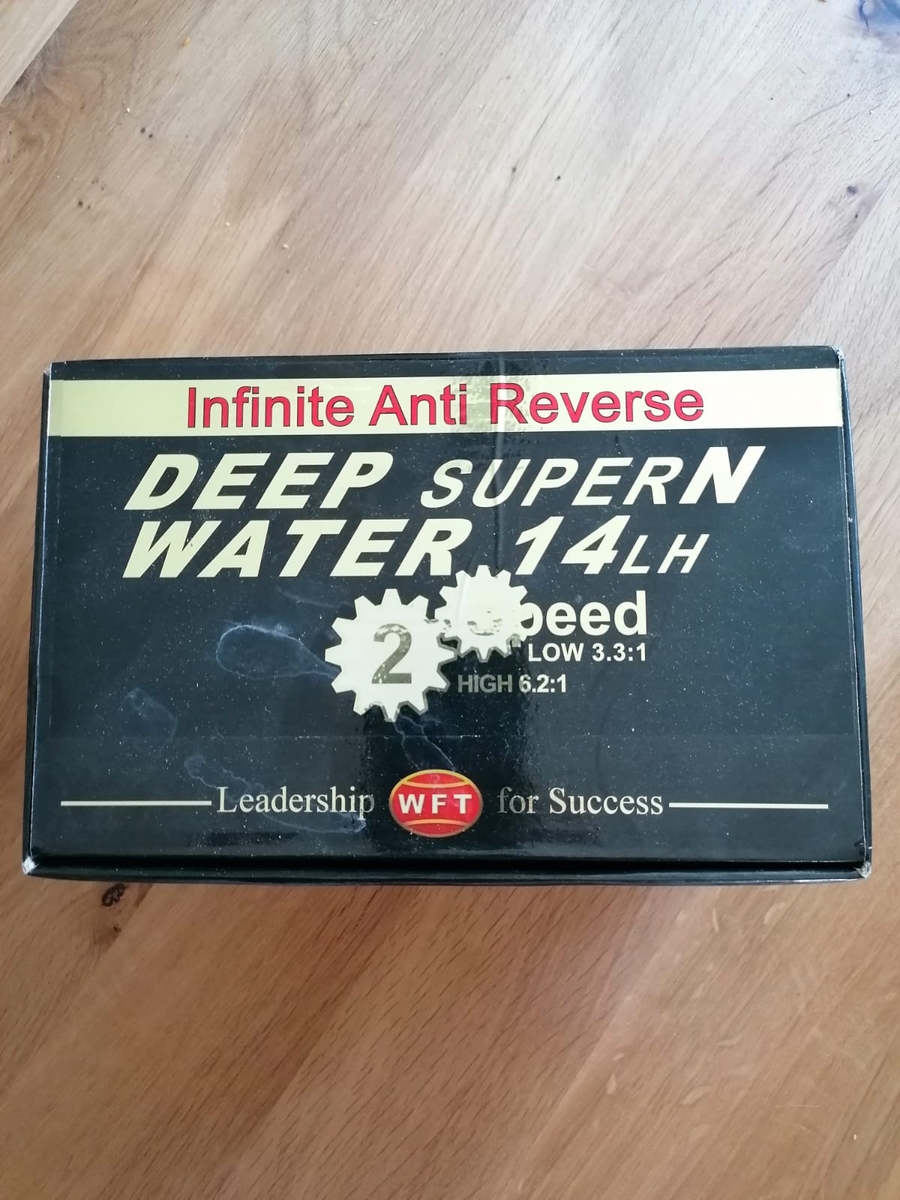 Infinite Anti Reverse
DEEP SUPERN
WATER 14LH
2 Speed
LOW 3.3:1
HIGH 6.2:1
Leadership WFT for Success